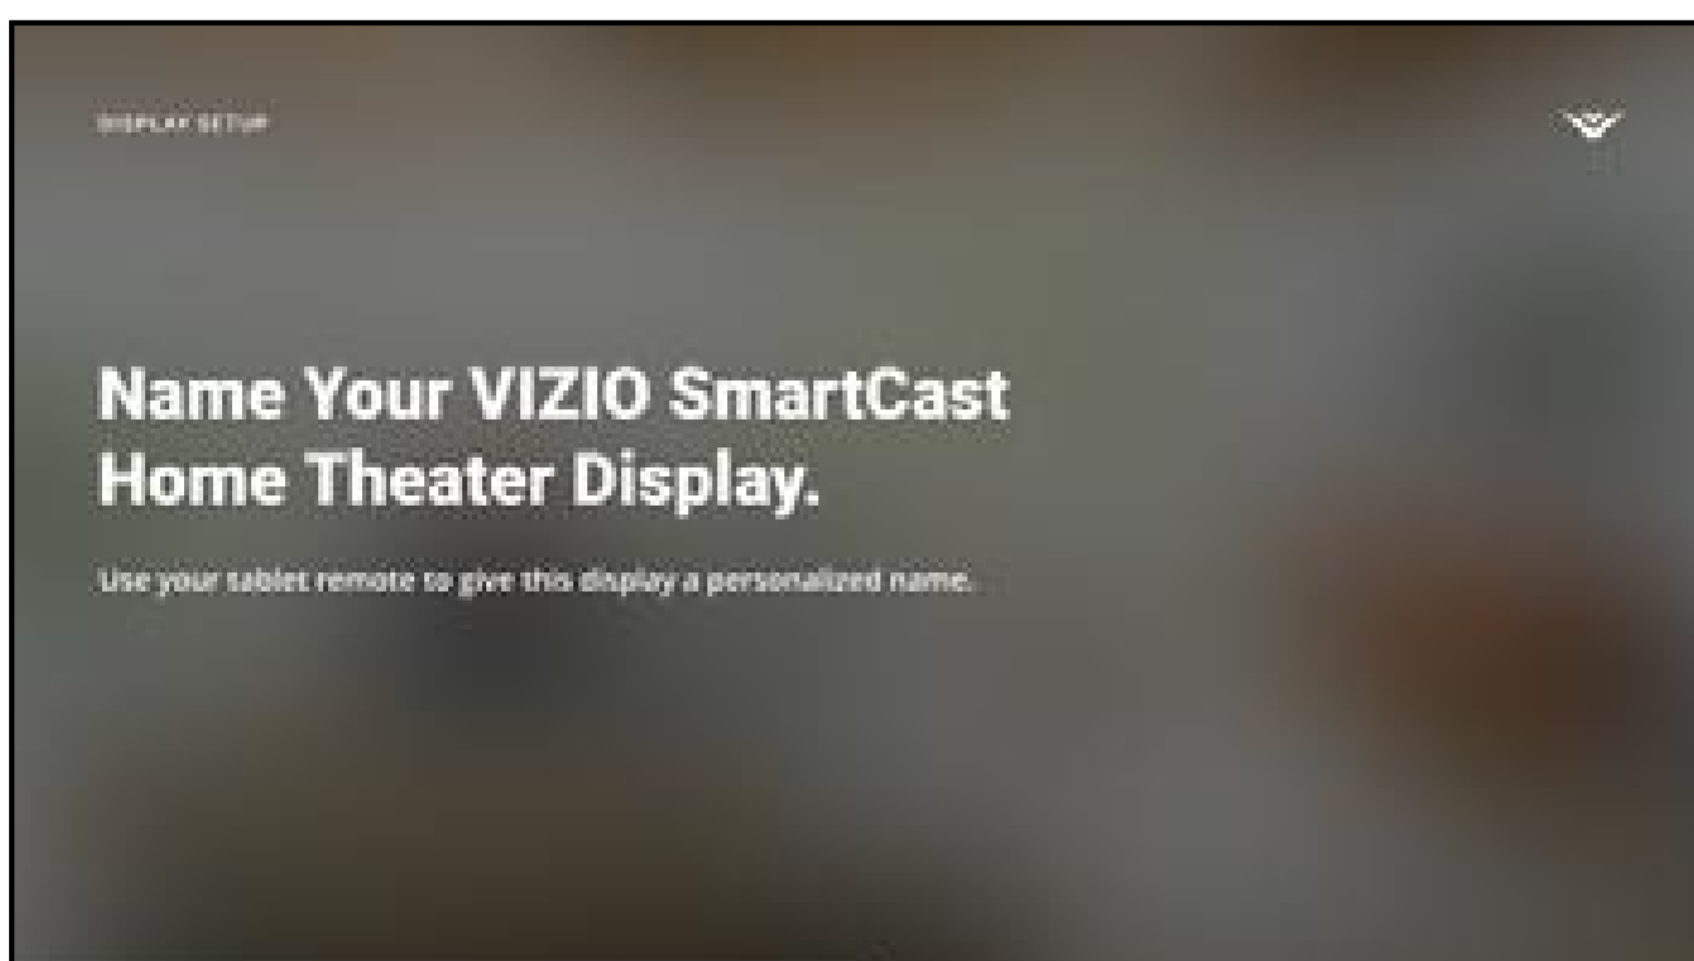 DISPLAY SETUP
Name Your VIZIO SmartCast
Home Theater Display.
Use your tablet remote to give this display a personalized name.